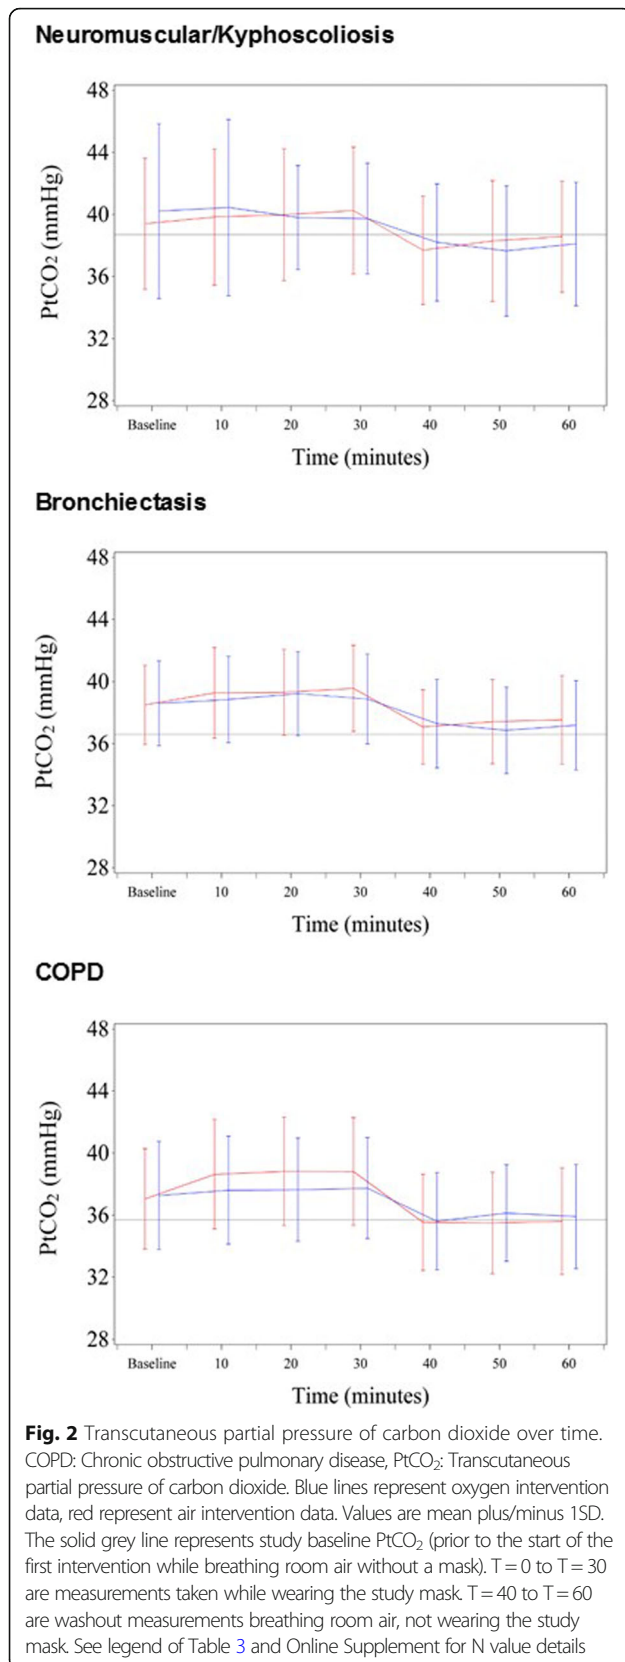 Neuromuscular/Kyphoscoliosis
48
44
40
36
32
28
PtCO₂ (mmHg)
Baseline 10 20 30 40 50 60
Time (minutes)
Bronchiectasis
48
44
40
36
32
28
PtCO₂ (mmHg)
Baseline 10 20 30 40 50 60
Time (minutes)
COPD
48
44
40
36
32
28
PtCO₂ (mmHg)
Baseline 10 20 30 40 50 60
Time (minutes)
Fig. 2 Transcutaneous partial pressure of carbon dioxide over time.
COPD: Chronic obstructive pulmonary disease, PtCO₂: Transcutaneous
partial pressure of carbon dioxide. Blue lines represent oxygen intervention
data, red represent air intervention data. Values are mean plus/minus 1SD.
The solid grey line represents study baseline PtCO₂ (prior to the start of the
first intervention while breathing room air without a mask). T = 0 to T = 30
are measurements taken while wearing the study mask. T = 40 to T = 60
are washout measurements breathing room air, not wearing the study
mask. See legend of Table 3 and Online Supplement for N value details